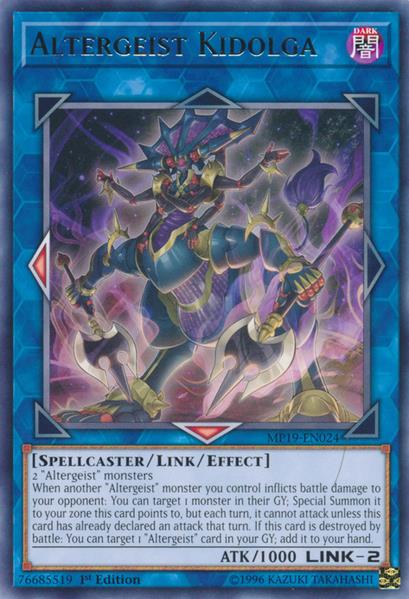 ALTERGEIST KIDOLGA
DARK
闇
MP19-EN024
[SPELLCASTER/LINK/EFFECT]
2 "Altergeist" monsters
When another "Altergeist" monster you control inflicts battle damage to
your opponent: You can target 1 monster in their GY; Special Summon it
to your zone this card points to, but each turn, it cannot attack unless this
card has already declared an attack that turn. If this card is destroyed by
battle: You can target 1 "Altergeist" card in your GY; add it to your hand.
ATK/1000 LINK-2
76685519 1st Edition ©1996 KAZUKI TAKAHASHI